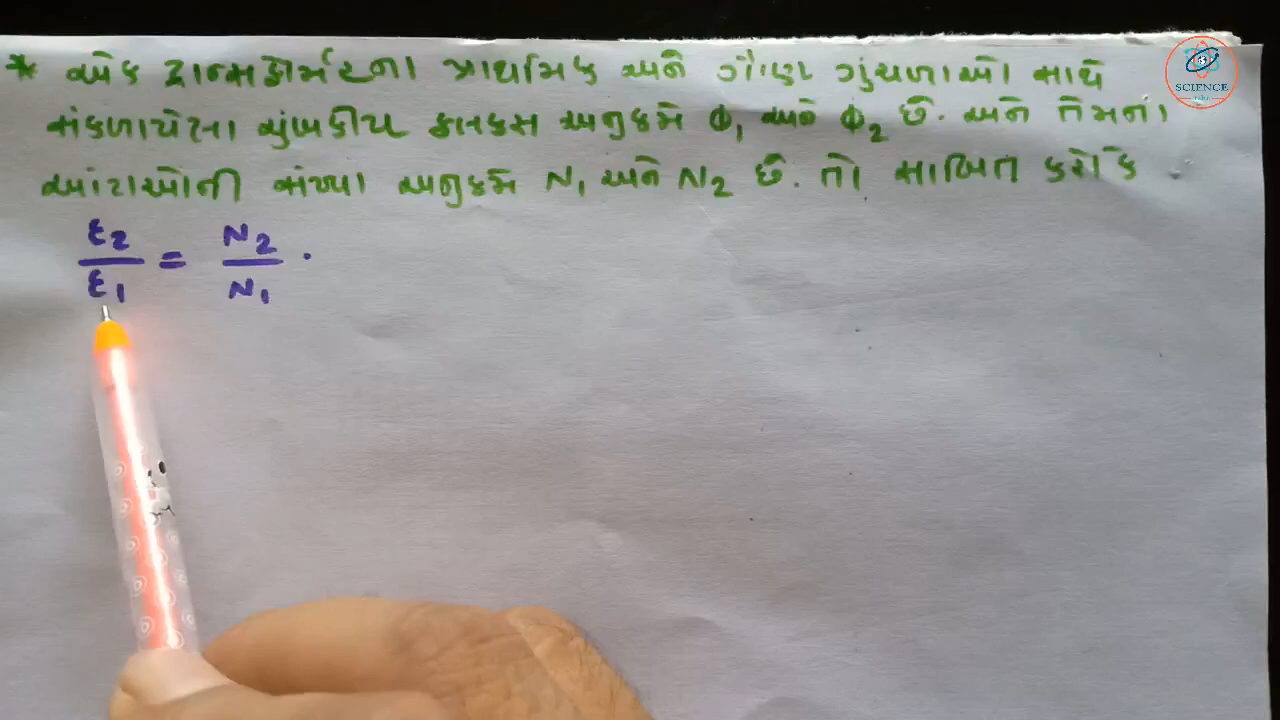 * એક ટ્રાન્સફોર્મરના પ્રાથમિક અને ગૌણ ગૂંચળાઓ સાથે
સંકળાયેલા ચુંબકીય ફ્લક્સ અનુક્રમે Φ₁ અને Φ₂ છે. અને તેમના
આંટાઓની સંખ્યા અનુક્રમે N₁ અને N₂ છે. તો સાબિત કરો કે
ε₂/ε₁ = N₂/N₁ .
SCIENCE